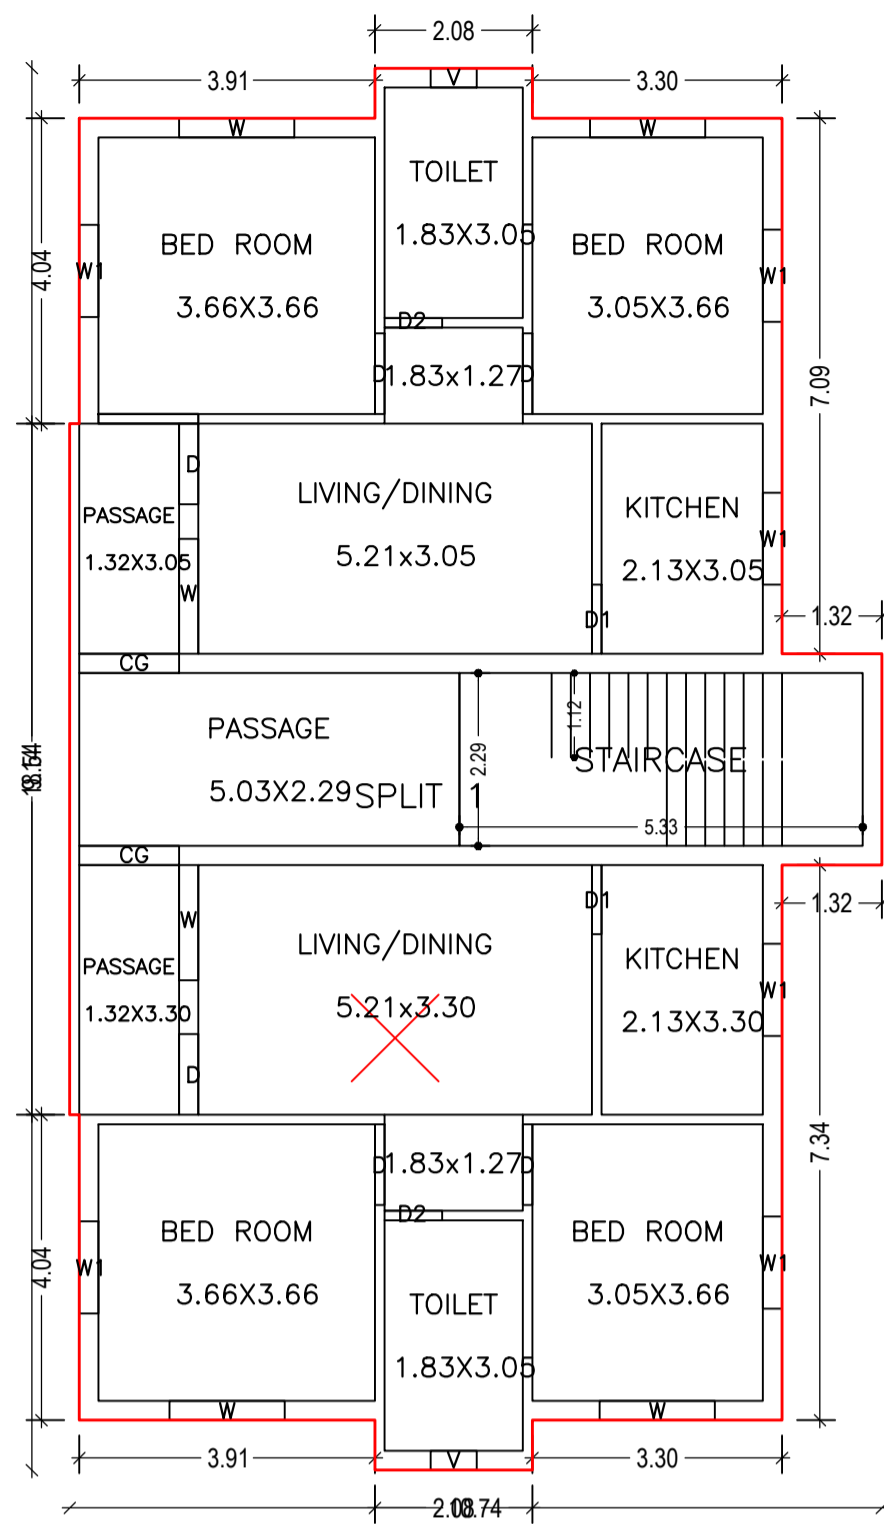 2.08
3.91
3.30
V
W
W
TOILET
1.83X3.05
BED ROOM
3.66X3.66
BED ROOM
3.05X3.66
4.04
W1
W1
D2
D
1.83x1.27
D
7.09
D
LIVING/DINING
5.21x3.05
KITCHEN
2.13X3.05
PASSAGE
1.32X3.05
W1
W
D1
1.32
CG
PASSAGE
5.03X2.29
SPLIT 1
2.29
1.12
STAIRCASE
5.33
CG
W
D1
1.32
LIVING/DINING
5.21x3.30
KITCHEN
2.13X3.30
PASSAGE
1.32X3.30
W1
D
7.34
D
1.83x1.27
D
D2
BED ROOM
3.66X3.66
BED ROOM
3.05X3.66
4.04
W1
W1
TOILET
1.83X3.05
W
W
V
3.91
3.30